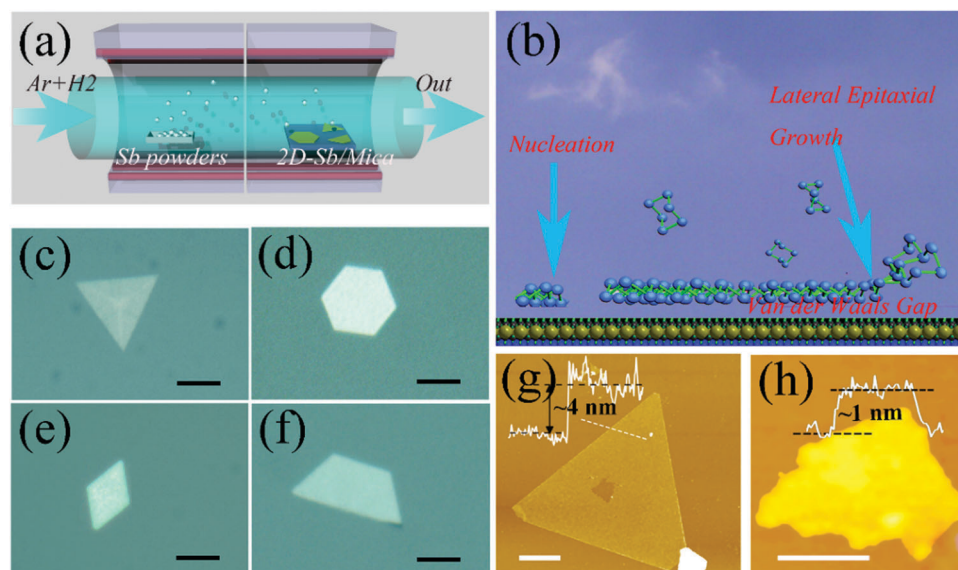 (a)
Ar+H2
Out
Sb powders
2D-Sb/Mica
(b)
Nucleation
Lateral Epitaxial
Growth
Van der Waals Gap
(c)
(d)
(e)
(f)
(g)
~4 nm
(h)
~1 nm